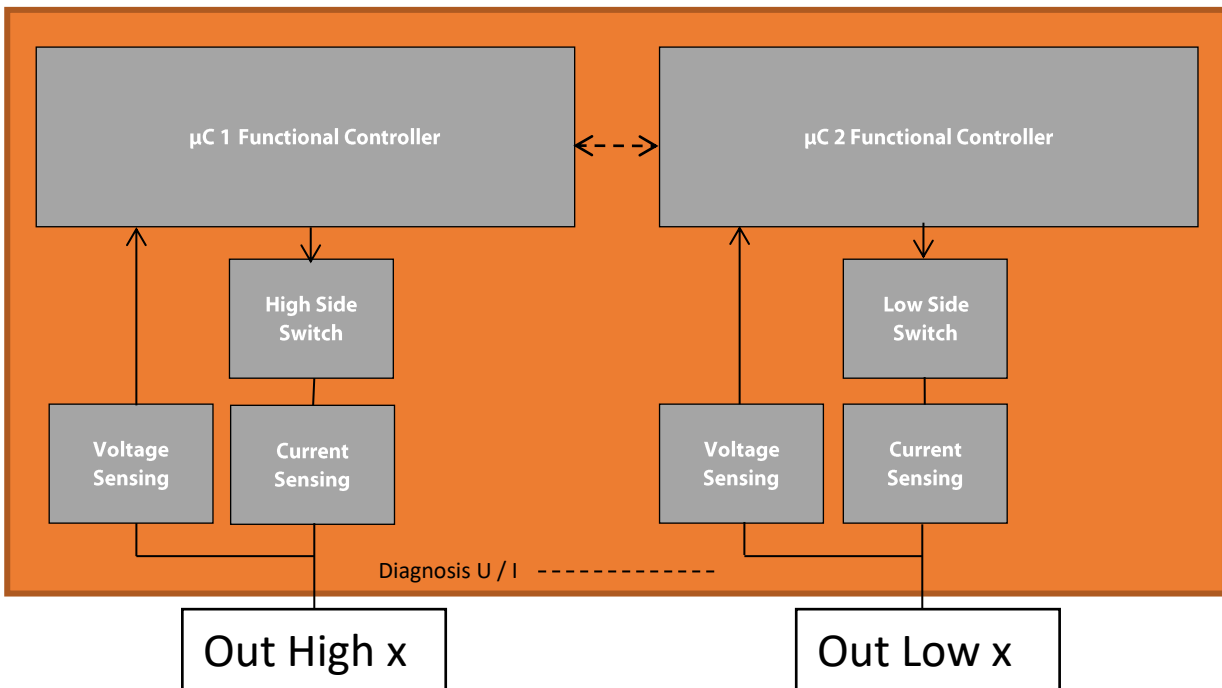 µC 1 Functional Controller
µC 2 Functional Controller
High Side
Switch
Low Side
Switch
Voltage
Sensing
Current
Sensing
Voltage
Sensing
Current
Sensing
Diagnosis U / I
Out High x
Out Low x